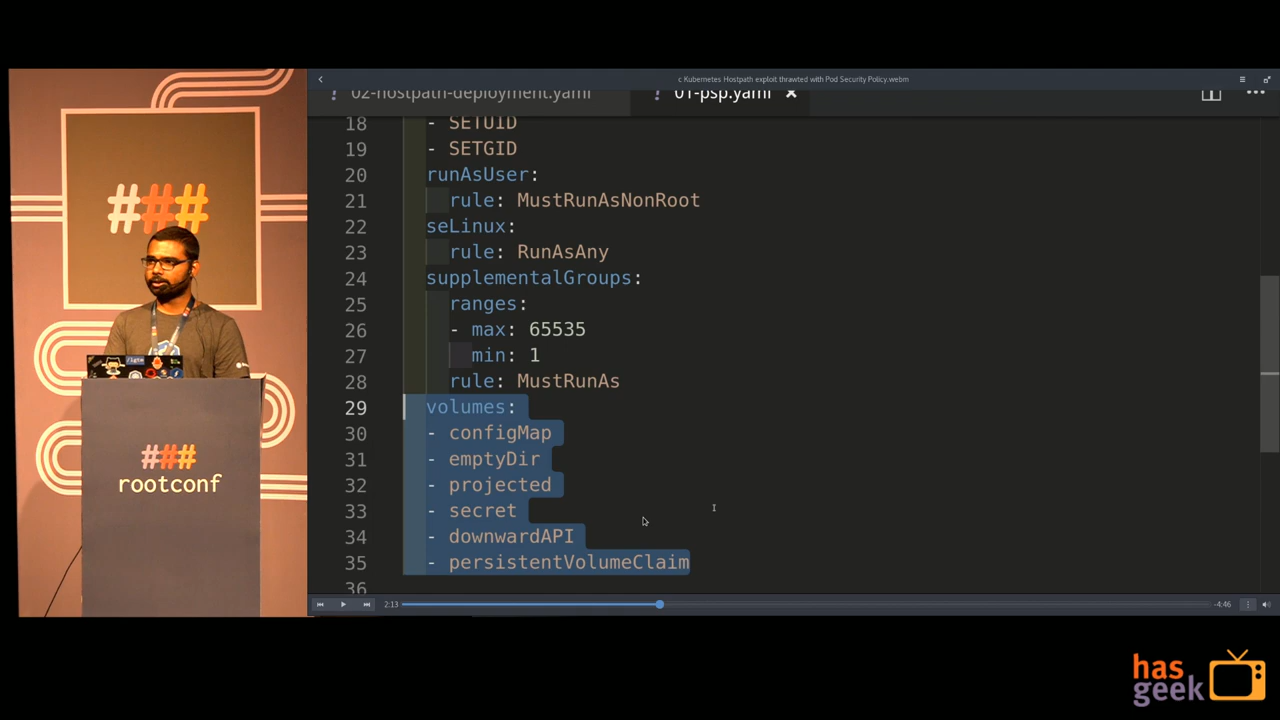 c Kubernetes Hostpath exploit thrawted with Pod Security Policy.webm
02-hostpath-deployment.yaml
01-psp.yaml
18 - SETUID
19 - SETGID
20 runAsUser:
21 rule: MustRunAsNonRoot
22 seLinux:
23 rule: RunAsAny
24 supplementalGroups:
25 ranges:
26 - max: 65535
27 min: 1
28 rule: MustRunAs
29 volumes:
30 - configMap
31 - emptyDir
32 - projected
33 - secret
34 - downwardAPI
35 - persistentVolumeClaim
36
2:13
-4:46
###
###
rootconf
has
geek